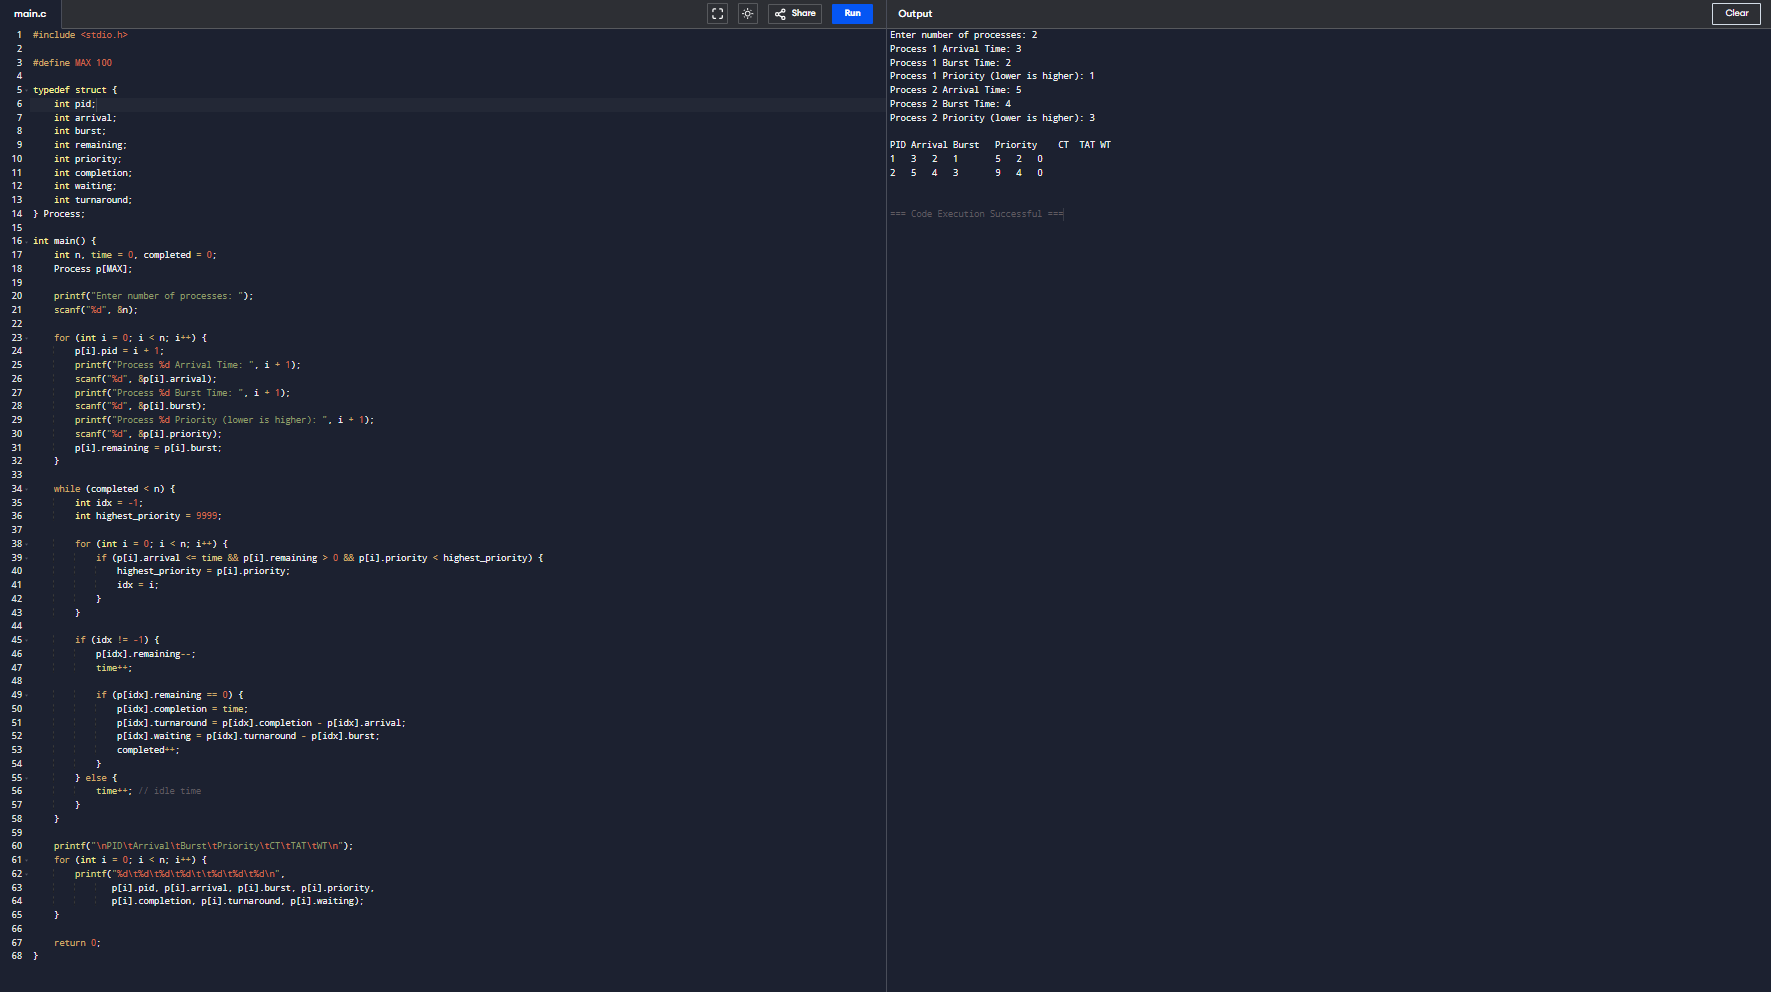 main.c
Share
Run
Output
Clear
1 #include <stdio.h>
2
3 #define MAX 100
4
5 typedef struct {
6     int pid;
7     int arrival;
8     int burst;
9     int remaining;
10     int priority;
11     int completion;
12     int waiting;
13     int turnaround;
14 } Process;
15
16 int main() {
17     int n, time = 0, completed = 0;
18     Process p[MAX];
19
20     printf("Enter number of processes: ");
21     scanf("%d", &n);
22
23     for (int i = 0; i < n; i++) {
24         p[i].pid = i + 1;
25         printf("Process %d Arrival Time: ", i + 1);
26         scanf("%d", &p[i].arrival);
27         printf("Process %d Burst Time: ", i + 1);
28         scanf("%d", &p[i].burst);
29         printf("Process %d Priority (lower is higher): ", i + 1);
30         scanf("%d", &p[i].priority);
31         p[i].remaining = p[i].burst;
32     }
33
34     while (completed < n) {
35         int idx = -1;
36         int highest_priority = 9999;
37
38         for (int i = 0; i < n; i++) {
39             if (p[i].arrival <= time && p[i].remaining > 0 && p[i].priority < highest_priority) {
40                 highest_priority = p[i].priority;
41                 idx = i;
42             }
43         }
44
45         if (idx != -1) {
46             p[idx].remaining--;
47             time++;
48
49             if (p[idx].remaining == 0) {
50                 p[idx].completion = time;
51                 p[idx].turnaround = p[idx].completion - p[idx].arrival;
52                 p[idx].waiting = p[idx].turnaround - p[idx].burst;
53                 completed++;
54             }
55         } else {
56             time++; // idle time
57         }
58     }
59
60     printf("\nPID\tArrival\tBurst\tPriority\tCT\tTAT\tWT\n");
61     for (int i = 0; i < n; i++) {
62         printf("%d\t%d\t%d\t%d\t\t%d\t%d\t%d\n",
63                p[i].pid, p[i].arrival, p[i].burst, p[i].priority,
64                p[i].completion, p[i].turnaround, p[i].waiting);
65     }
66
67     return 0;
68 }
Enter number of processes: 2
Process 1 Arrival Time: 3
Process 1 Burst Time: 2
Process 1 Priority (lower is higher): 1
Process 2 Arrival Time: 5
Process 2 Burst Time: 4
Process 2 Priority (lower is higher): 3
PID Arrival Burst Priority CT TAT WT
1 3 2 1 5 2 0
2 5 4 3 9 4 0
=== Code Execution Successful ===